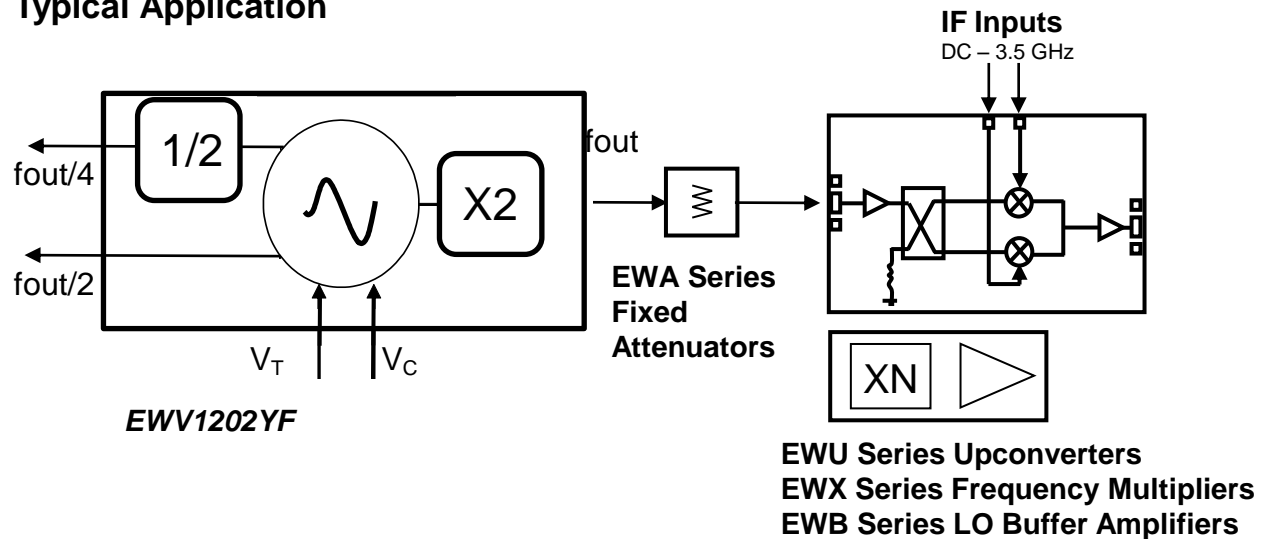 Typical Application
IF Inputs
DC – 3.5 GHz
1/2
fout
fout/4
X2
fout/2
EWA Series
Fixed
Attenuators
VT
VC
XN
EWV1202YF
EWU Series Upconverters
EWX Series Frequency Multipliers
EWB Series LO Buffer Amplifiers